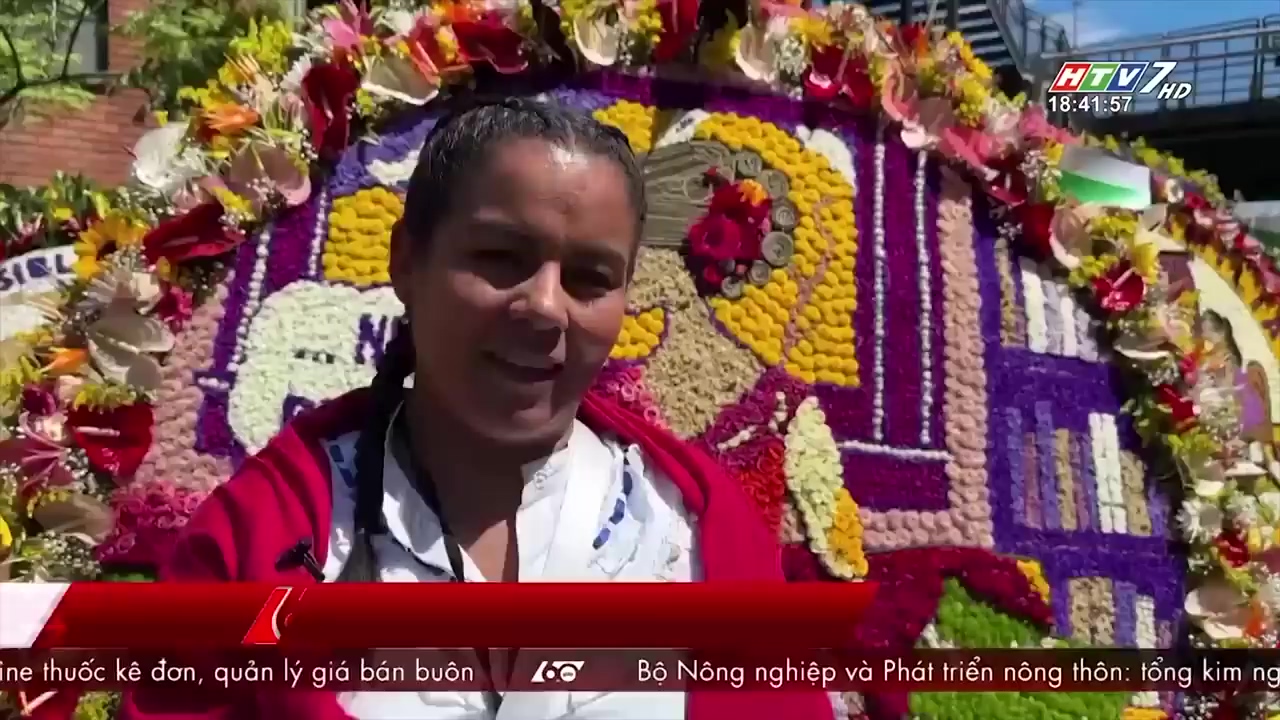 HTV7 HD
18:41:57
ine thuốc kê đơn, quản lý giá bán buôn 60 Bộ Nông nghiệp và Phát triển nông thôn: tổng kim ng